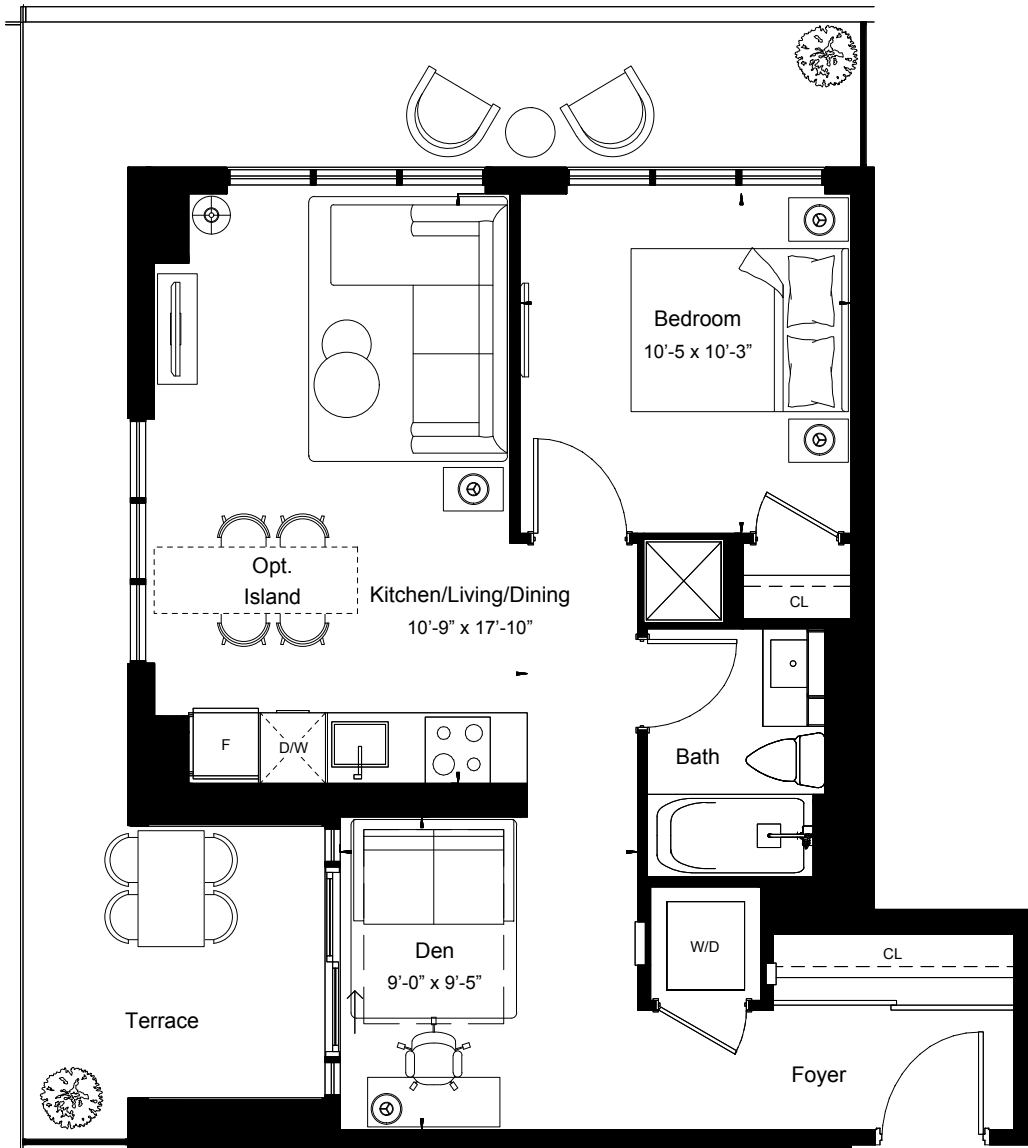 Bedroom
10’-5 x 10’-3”
Opt.
Island
Kitchen/Living/Dining
10’-9” x 17’-10”
CL
F
D/W
Bath
Den
9’-0” x 9’-5”
W/D
CL
Terrace
Foyer